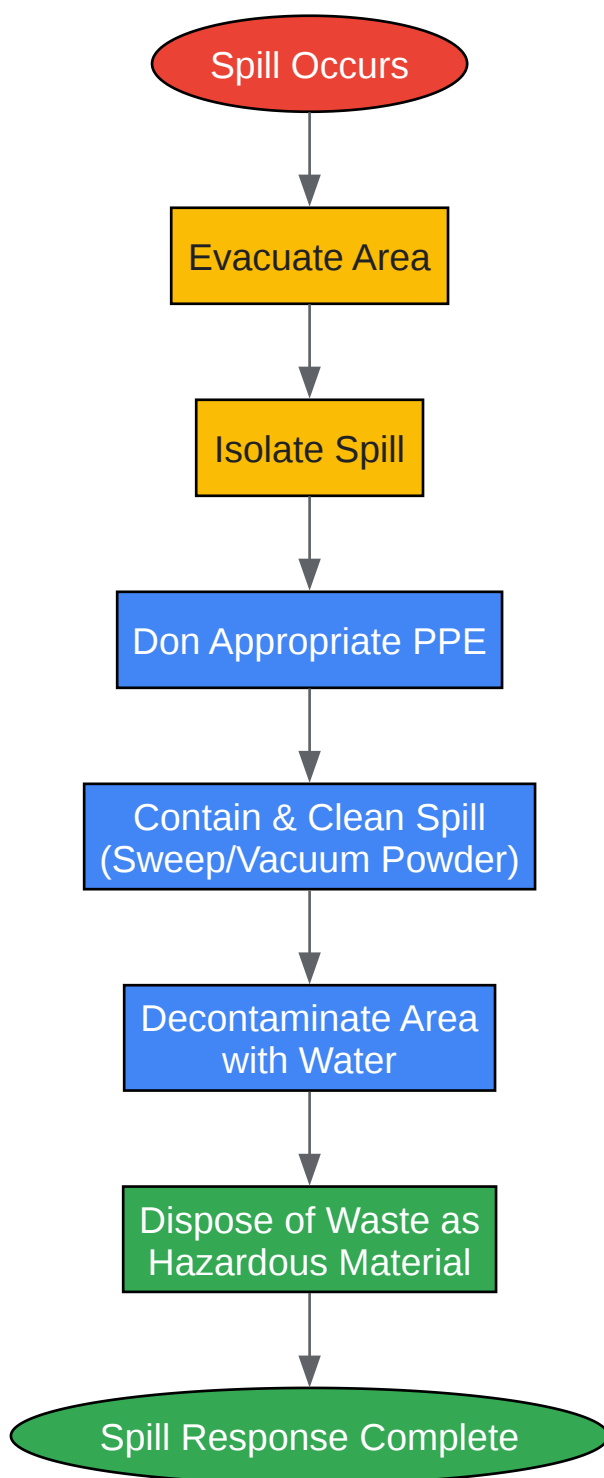 Spill Occurs
Evacuate Area
Isolate Spill
Don Appropriate PPE
Contain & Clean Spill
(Sweep/Vacuum Powder)
Decontaminate Area
with Water
Dispose of Waste as
Hazardous Material
Spill Response Complete